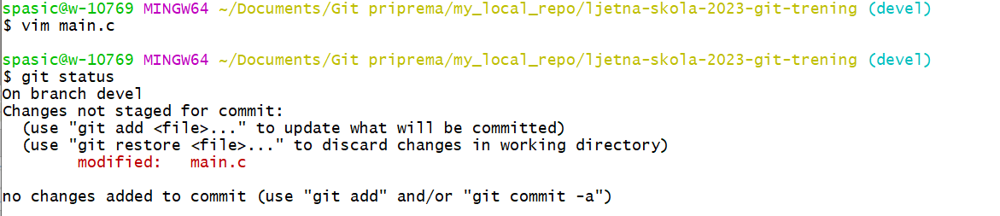 spasic@w-10769 MINGW64 ~/Documents/Git priprema/my_local_repo/ljetna-skola-2023-git-trening (devel)
$ vim main.c
spasic@w-10769 MINGW64 ~/Documents/Git priprema/my_local_repo/ljetna-skola-2023-git-trening (devel)
$ git status
On branch devel
Changes not staged for commit:
  (use "git add <file>..." to update what will be committed)
  (use "git restore <file>..." to discard changes in working directory)
        modified:   main.c
no changes added to commit (use "git add" and/or "git commit -a")